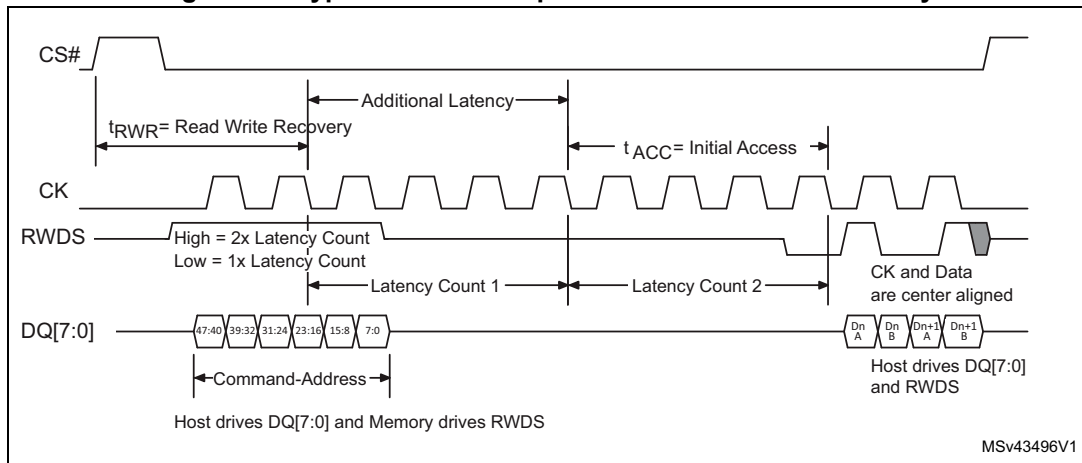 CS#
Additional Latency
tRWR= Read Write Recovery
t ACC= Initial Access
CK
RWDS
High = 2x Latency Count
Low = 1x Latency Count
Latency Count 1
Latency Count 2
CK and Data
are center aligned
DQ[7:0]
47:40 39:32 31:24 23:16 15:8 7:0
Dn A Dn B Dn+1 A Dn+1 B
Command-Address
Host drives DQ[7:0]
and RWDS
Host drives DQ[7:0] and Memory drives RWDS
MSv43496V1